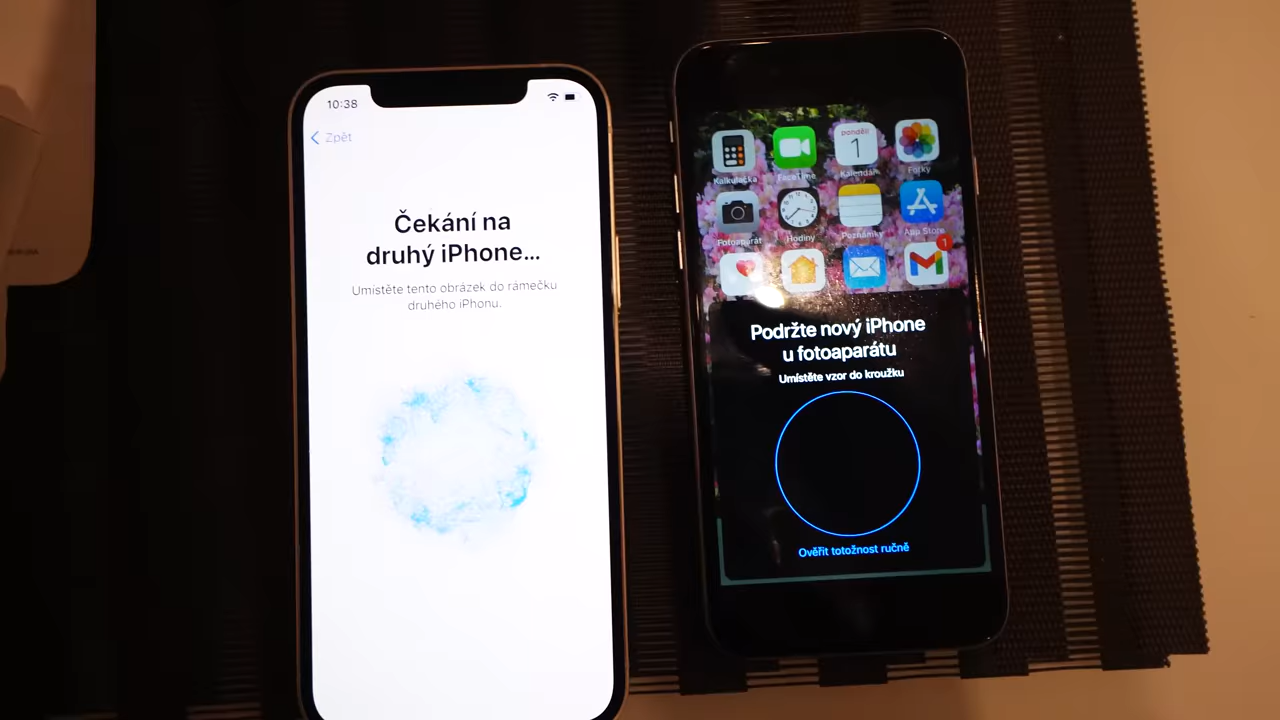 10:38
Zpět
Čekání na
druhý iPhone...
Umístěte tento obrázek do rámečku
druhého iPhonu.
pondělí
1
Kalkulačka
FaceTime
Kalendář
Fotky
Fotoaparát
Hodiny
Poznámky
App Store
1
Podržte nový iPhone
u fotoaparátu
Umístěte vzor do kroužku
Ověřit totožnost ručně